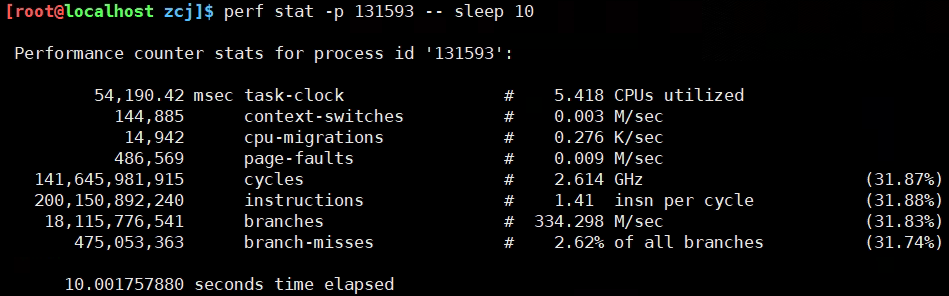 [root@localhost zcj]$ perf stat -p 131593 -- sleep 10
Performance counter stats for process id '131593':
54,190.42 msec task-clock # 5.418 CPUs utilized
144,885 context-switches # 0.003 M/sec
14,942 cpu-migrations # 0.276 K/sec
486,569 page-faults # 0.009 M/sec
141,645,981,915 cycles # 2.614 GHz (31.87%)
200,150,892,240 instructions # 1.41 insn per cycle (31.88%)
18,115,776,541 branches # 334.298 M/sec (31.83%)
475,053,363 branch-misses # 2.62% of all branches (31.74%)
10.001757880 seconds time elapsed